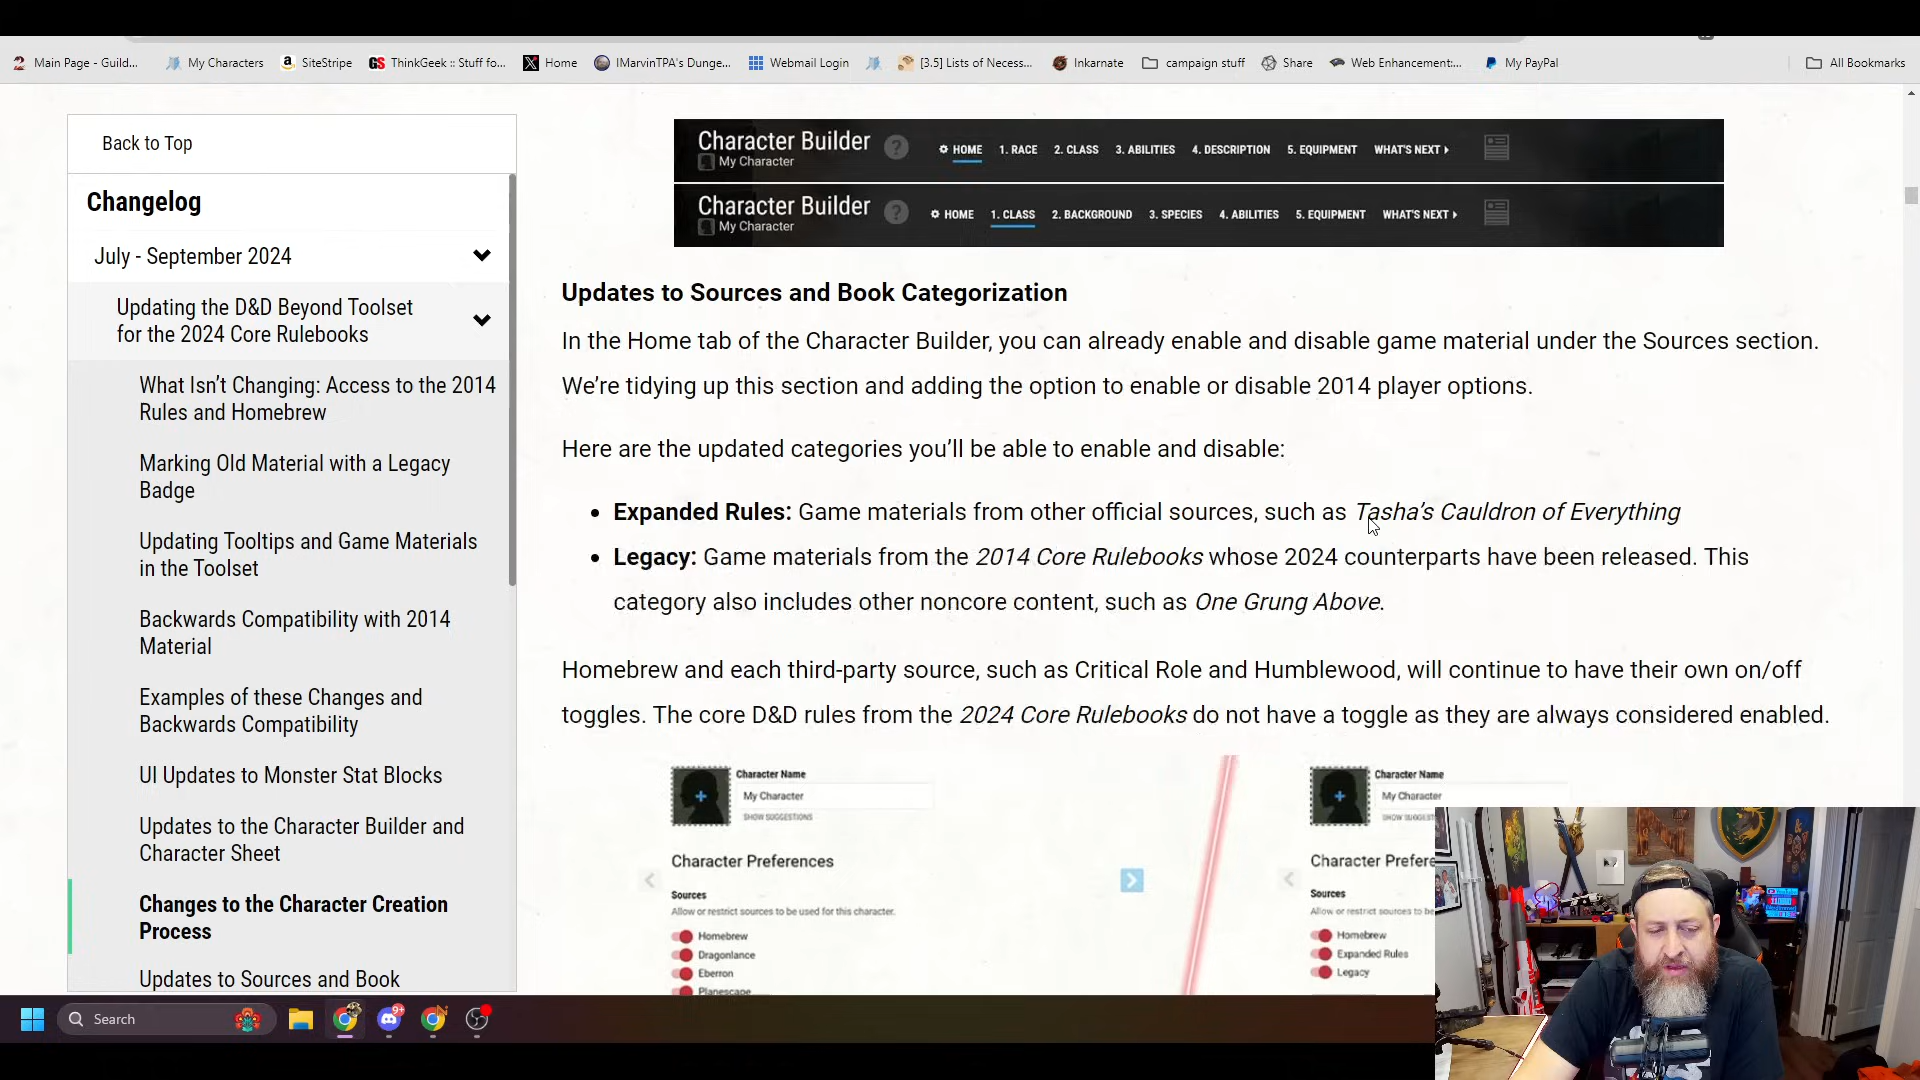 Main Page - Guild...
My Characters
SiteStripe
ThinkGeek :: Stuff fo...
Home
IMarvinTPA's Dunge...
Webmail Login
[3.5] Lists of Necess...
Inkarnate
campaign stuff
Share
Web Enhancement:...
My PayPal
All Bookmarks
Back to Top
Changelog
July - September 2024
Updating the D&D Beyond Toolset
for the 2024 Core Rulebooks
What Isn’t Changing: Access to the 2014
Rules and Homebrew
Marking Old Material with a Legacy
Badge
Updating Tooltips and Game Materials
in the Toolset
Backwards Compatibility with 2014
Material
Examples of these Changes and
Backwards Compatibility
UI Updates to Monster Stat Blocks
Updates to the Character Builder and
Character Sheet
Changes to the Character Creation
Process
Updates to Sources and Book
Character Builder
My Character
? HOME 1. RACE 2. CLASS 3. ABILITIES 4. DESCRIPTION 5. EQUIPMENT WHAT'S NEXT
Character Builder
My Character
? HOME 1. CLASS 2. BACKGROUND 3. SPECIES 4. ABILITIES 5. EQUIPMENT WHAT'S NEXT
Updates to Sources and Book Categorization
In the Home tab of the Character Builder, you can already enable and disable game material under the Sources section.
We’re tidying up this section and adding the option to enable or disable 2014 player options.
Here are the updated categories you’ll be able to enable and disable:
• Expanded Rules: Game materials from other official sources, such as Tasha’s Cauldron of Everything
• Legacy: Game materials from the 2014 Core Rulebooks whose 2024 counterparts have been released. This
category also includes other noncore content, such as One Grung Above.
Homebrew and each third-party source, such as Critical Role and Humblewood, will continue to have their own on/off
toggles. The core D&D rules from the 2024 Core Rulebooks do not have a toggle as they are always considered enabled.
Character Name
My Character
SHOW SUGGESTIONS
Character Preferences
Sources
Allow or restrict sources to be used for this character.
Homebrew
Dragonlance
Eberron
Planescape
Character Name
My Character
SHOW SUGGEST
Character Prefere
Sources
Allow or restrict sources to be
Homebrew
Expanded Rules
Legacy
Search
9+